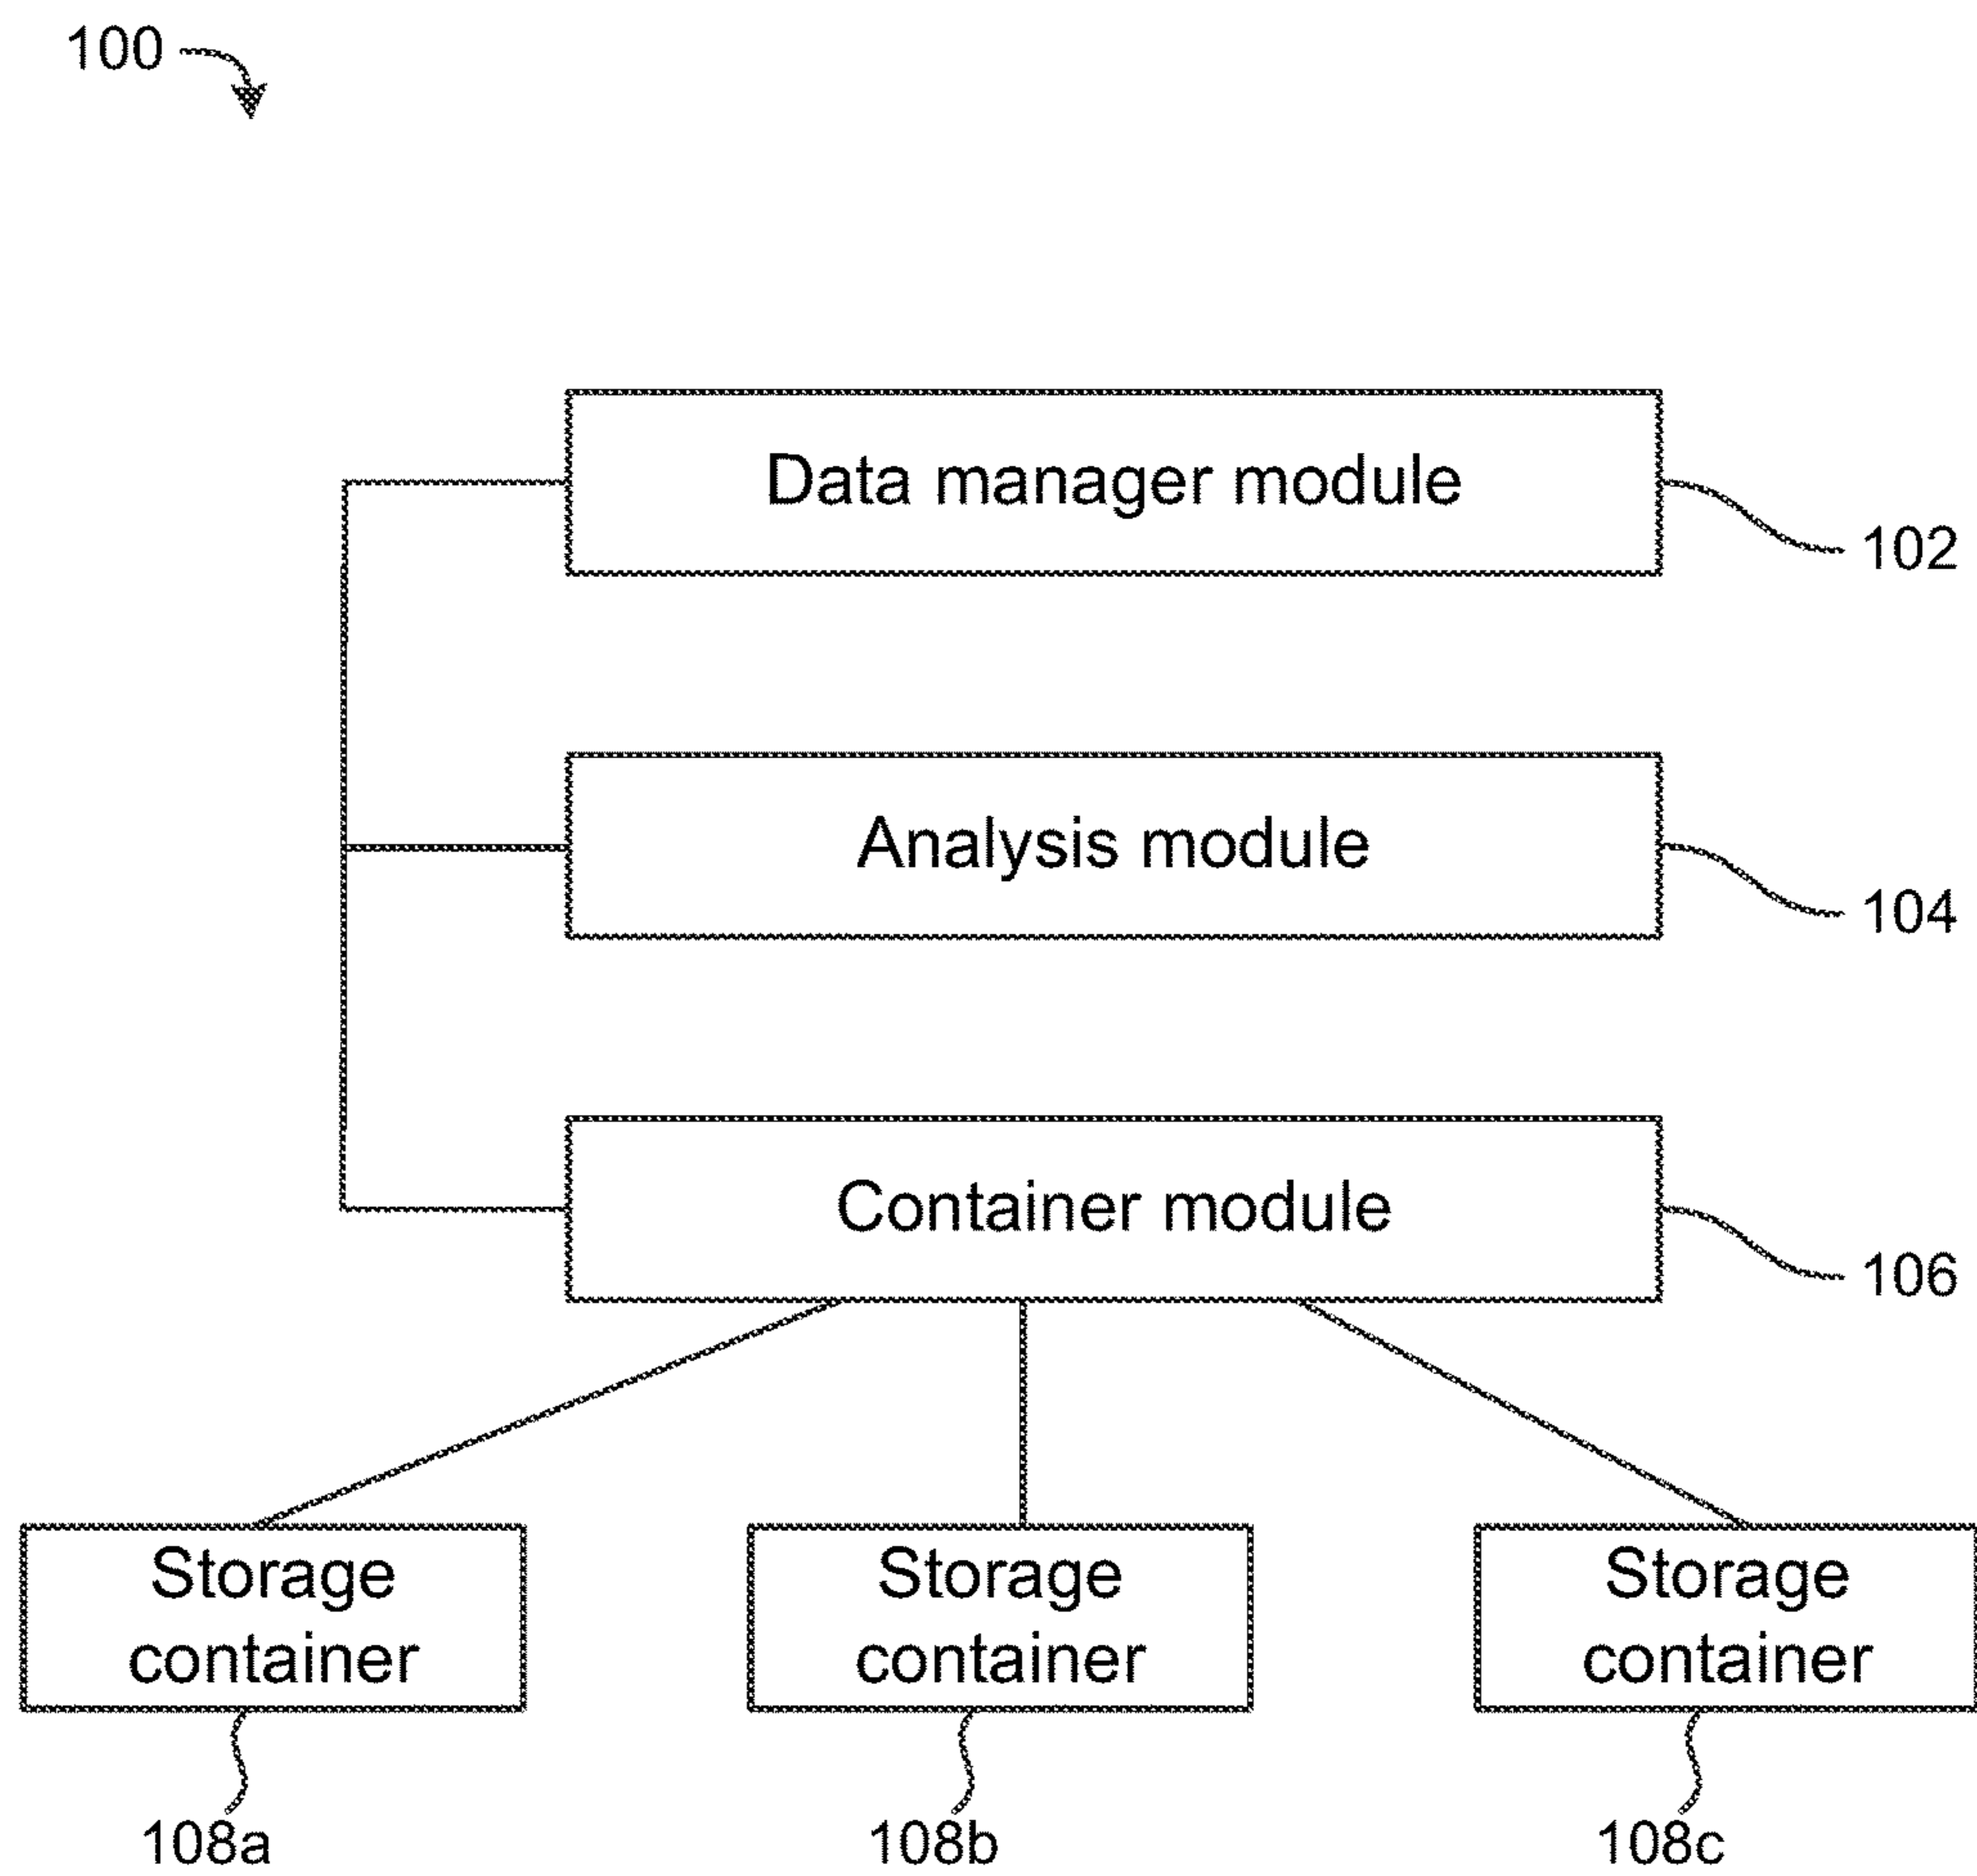 100
Data manager module
102
Analysis module
104
Container module
106
Storage
container
Storage
container
Storage
container
108a
108b
108c